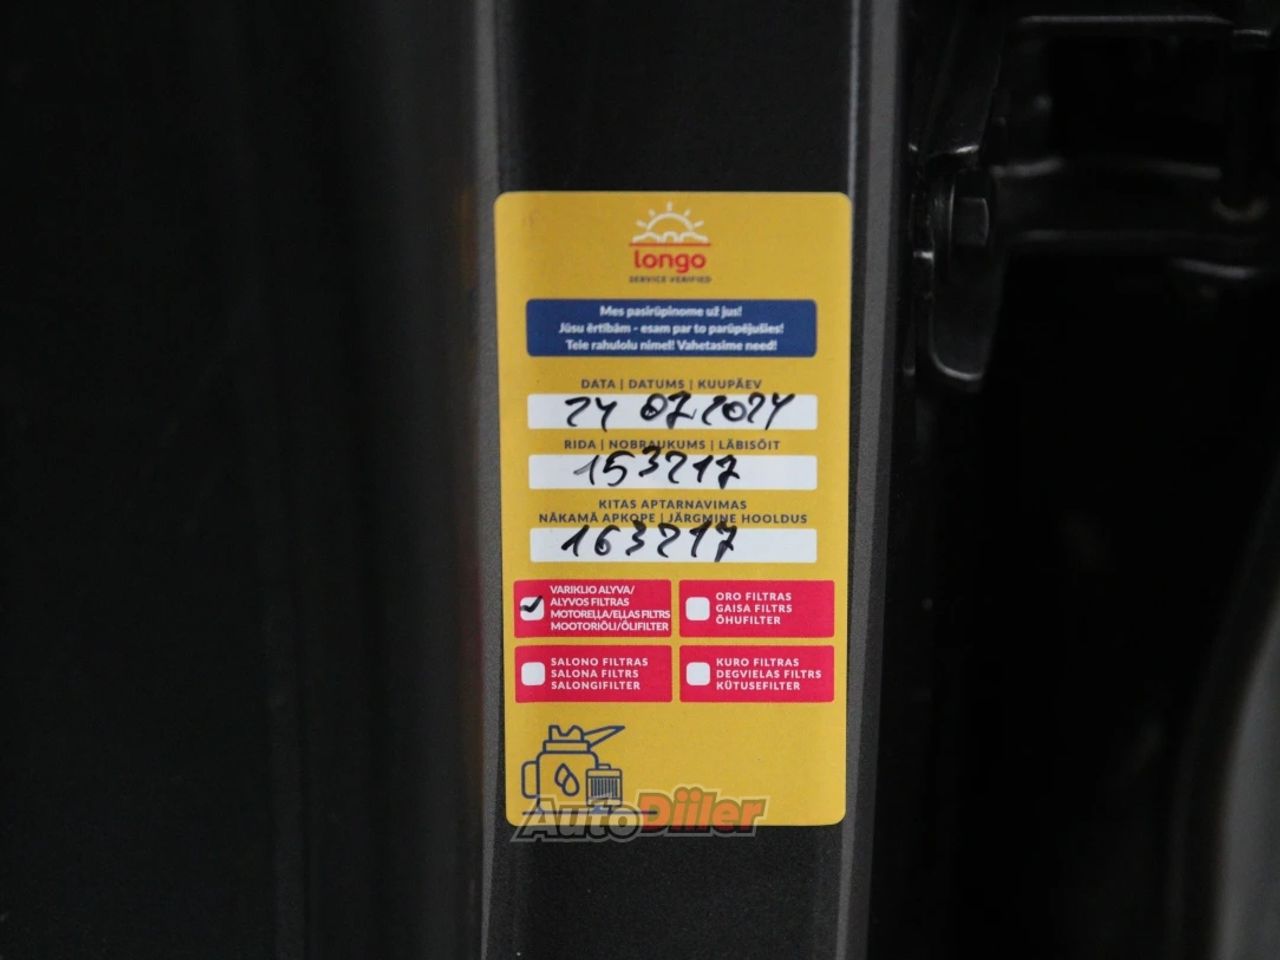 longo
SERVICE VERIFIED
Mes pasirūpinome už jus!
Jūsu ērtībām - esam par to parūpējušies!
Teie rahulolu nimel! Vahetasime need!
DATA | DATUMS | KUUPÄEV
24 07 2024
RIDA | NOBRAUKUMS | LÄBISÕIT
153217
KITAS APTARNAVIMAS
NĀKAMĀ APKOPE | JÄRGMINE HOOLDUS
163217
VARIKLIO ALYVA/
ALYVOS FILTRAS
MOTOREĻĻA/EĻĻAS FILTRS
MOOTORIÕLI/ÕLIFILTER
ORO FILTRAS
GAISA FILTRS
ÕHUFILTER
SALONO FILTRAS
SALONA FILTRS
SALONGIFILTER
KURO FILTRAS
DEGVIELAS FILTRS
KÜTUSEFILTER
AutoDiiler